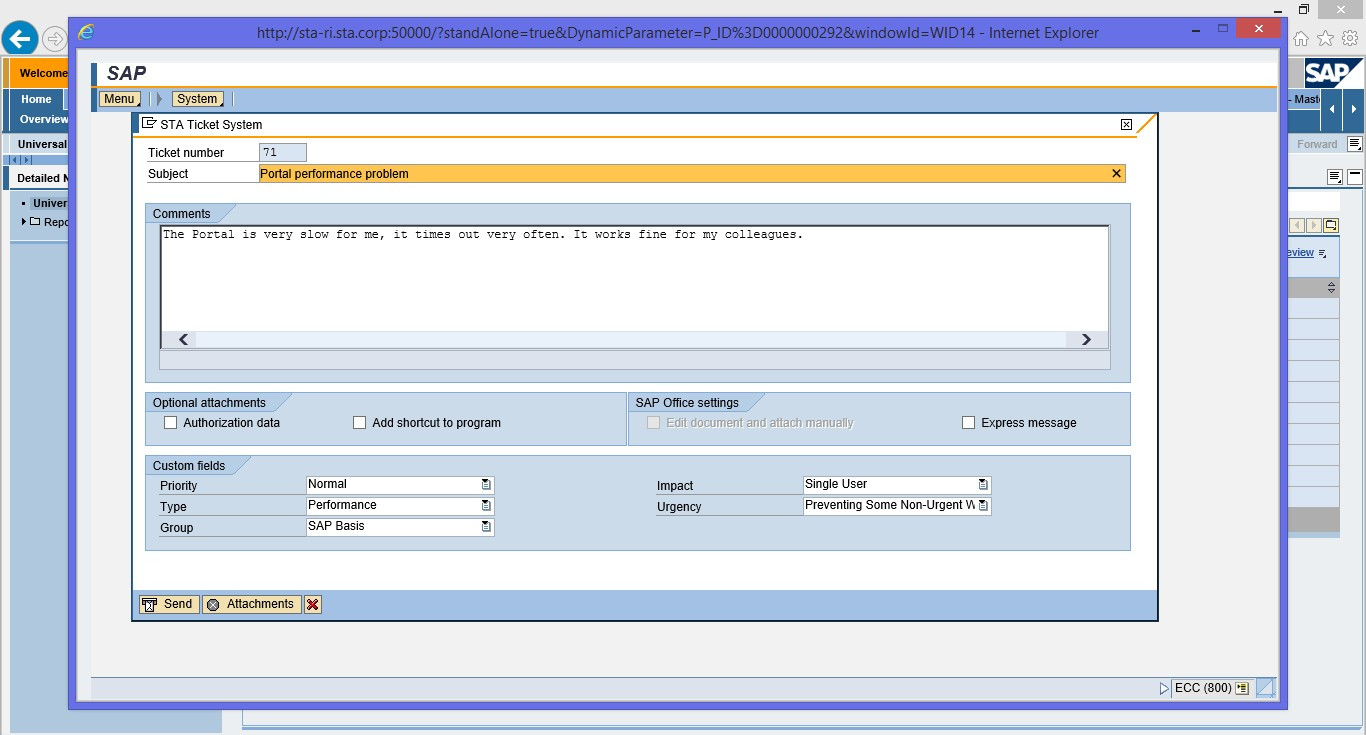 http://sta-ri.sta.corp:50000/?standAlone=true&DynamicParameter=P_ID%3D0000000292&windowId=WID14 - Internet Explorer
Welcome
SAP
SAP
Menu
System
Home
- Mast
Overview
STA Ticket System
Universal
Forward
Ticket number 71
Subject Portal performance problem
Detailed N
Univer
Repo
Comments
The Portal is very slow for me, it times out very often. It works fine for my colleagues.
eview
Optional attachments
SAP Office settings
Authorization data
Add shortcut to program
Edit document and attach manually
Express message
Custom fields
Priority Normal
Impact Single User
Type Performance
Urgency Preventing Some Non-Urgent W
Group SAP Basis
Send
Attachments
ECC (800)